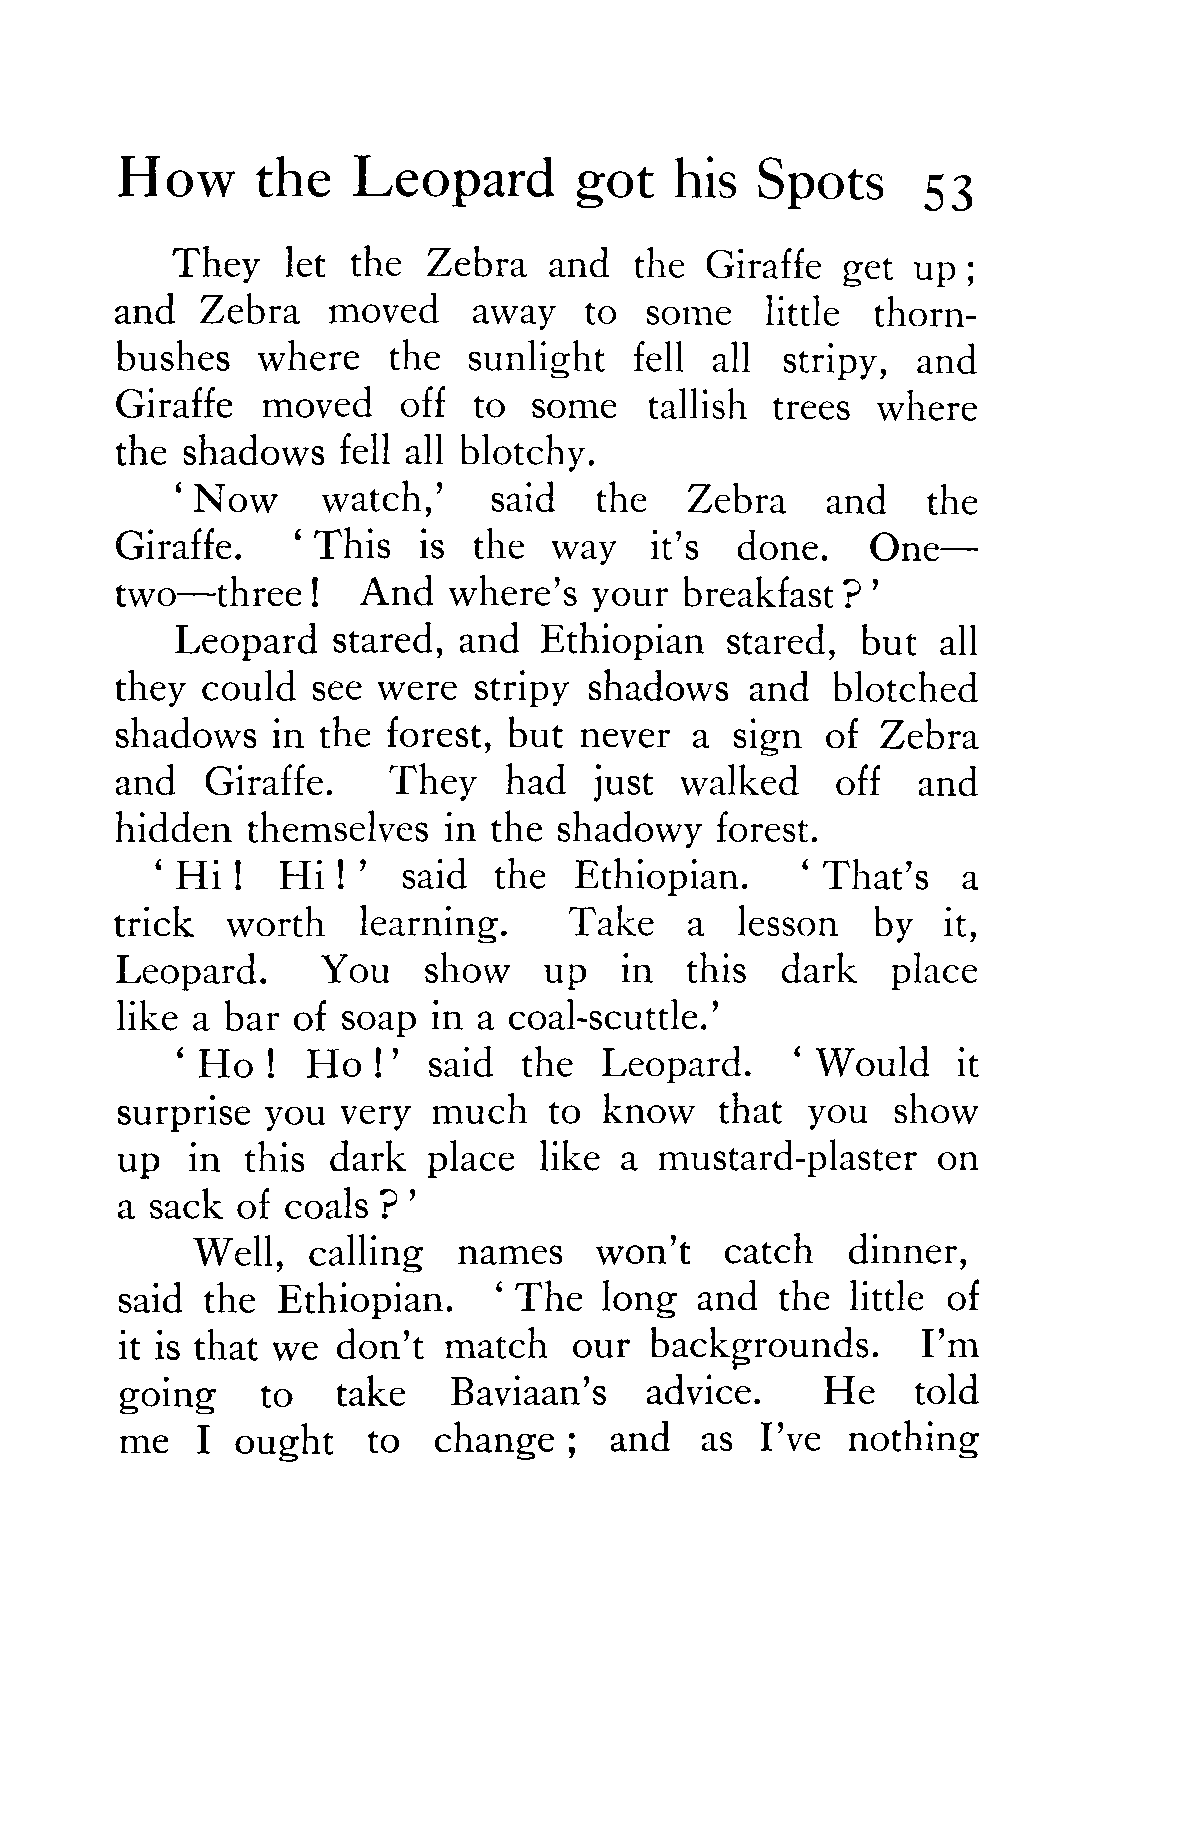 How the Leopard got his Spots 53
They let the Zebra and the Giraffe get up ;
and Zebra moved away to some little thorn-
bushes where the sunlight fell all stripy, and
Giraffe moved off to some tallish trees where
the shadows fell all blotchy.
‘ Now watch,’ said the Zebra and the
Giraffe. ‘ This is the way it’s done. One—
two—three ! And where’s your breakfast ? ’
Leopard stared, and Ethiopian stared, but all
they could see were stripy shadows and blotched
shadows in the forest, but never a sign of Zebra
and Giraffe. They had just walked off and
hidden themselves in the shadowy forest.
‘ Hi ! Hi ! ’ said the Ethiopian. ‘ That’s a
trick worth learning. Take a lesson by it,
Leopard. You show up in this dark place
like a bar of soap in a coal-scuttle.’
‘ Ho ! Ho ! ’ said the Leopard. ‘ Would it
surprise you very much to know that you show
up in this dark place like a mustard-plaster on
a sack of coals ? ’
Well, calling names won’t catch dinner,
said the Ethiopian. ‘ The long and the little of
it is that we don’t match our backgrounds. I’m
going to take Baviaan’s advice. He told
me I ought to change ; and as I’ve nothing